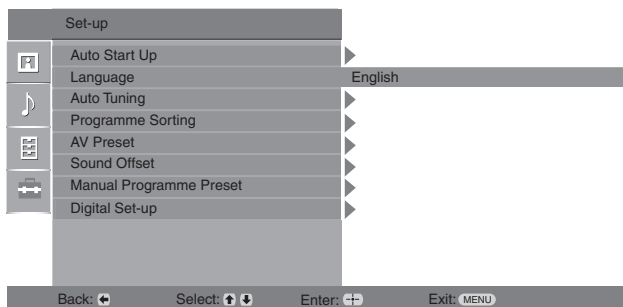 Set-up
Auto Start Up
Language English
Auto Tuning
Programme Sorting
AV Preset
Sound Offset
Manual Programme Preset
Digital Set-up
Back: Select: Enter: Exit: MENU